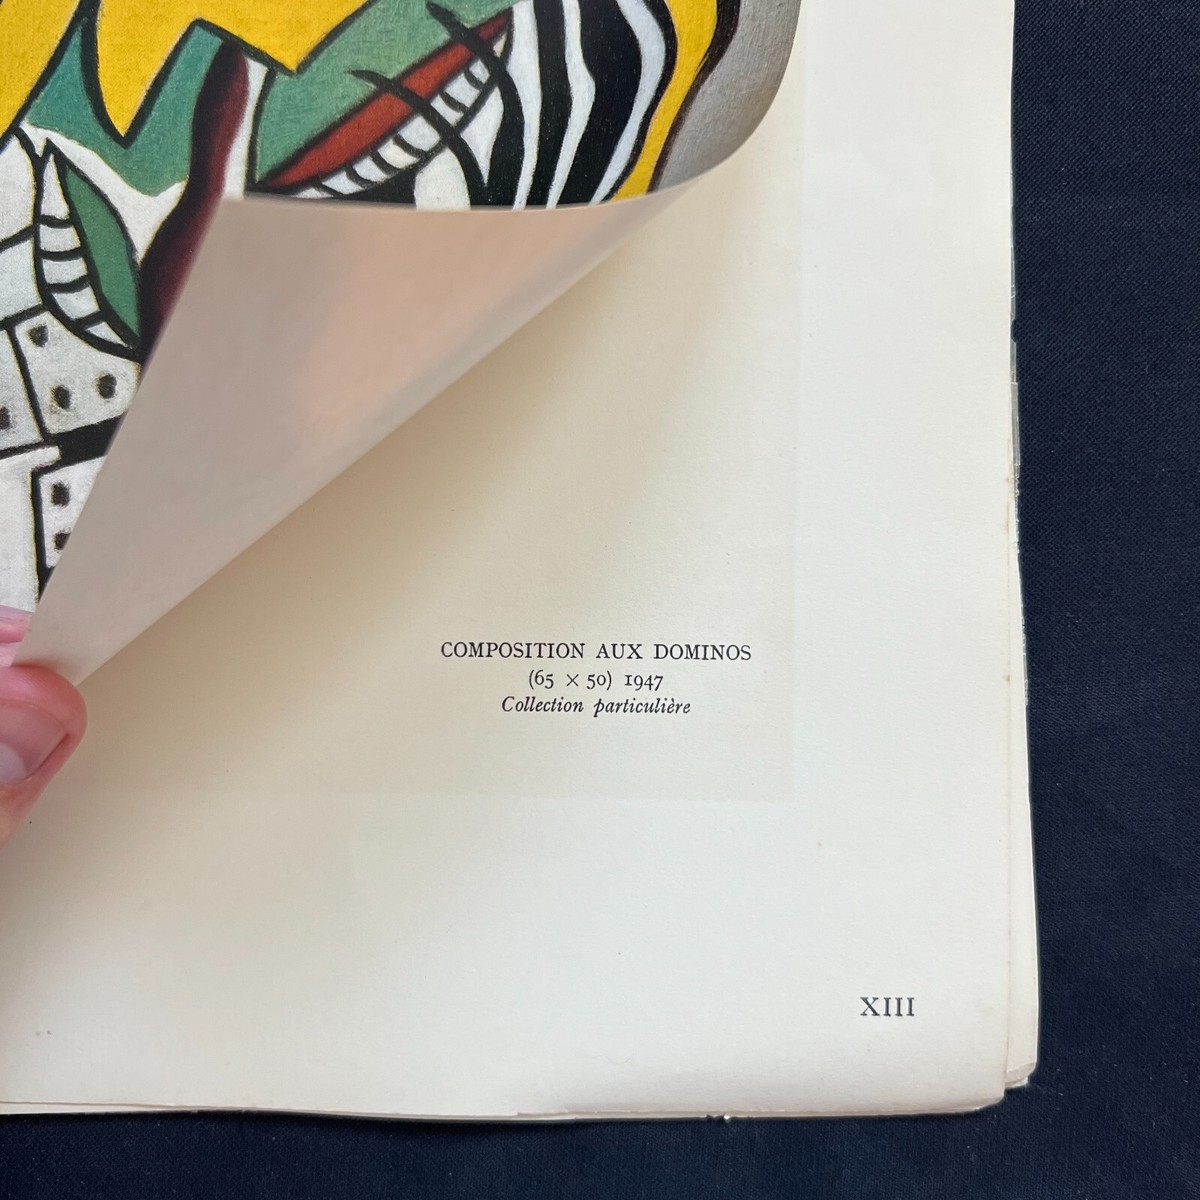 COMPOSITION AUX DOMINOS
(65 × 50) 1947
Collection particulière
XIII